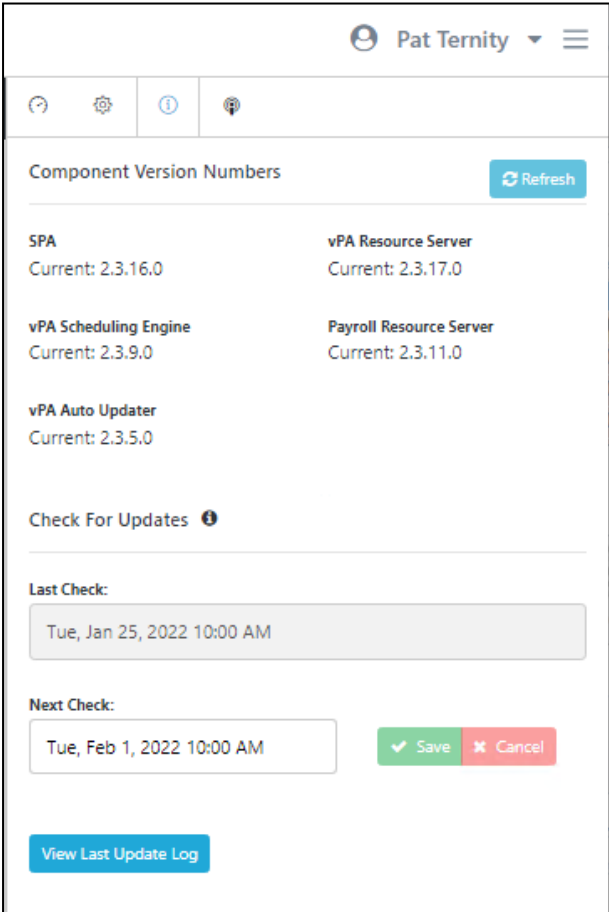 Pat Ternity
Component Version Numbers
Refresh
SPA
Current: 2.3.16.0
vPA Resource Server
Current: 2.3.17.0
vPA Scheduling Engine
Current: 2.3.9.0
Payroll Resource Server
Current: 2.3.11.0
vPA Auto Updater
Current: 2.3.5.0
Check For Updates
Last Check:
Tue, Jan 25, 2022 10:00 AM
Next Check:
Tue, Feb 1, 2022 10:00 AM
Save
Cancel
View Last Update Log